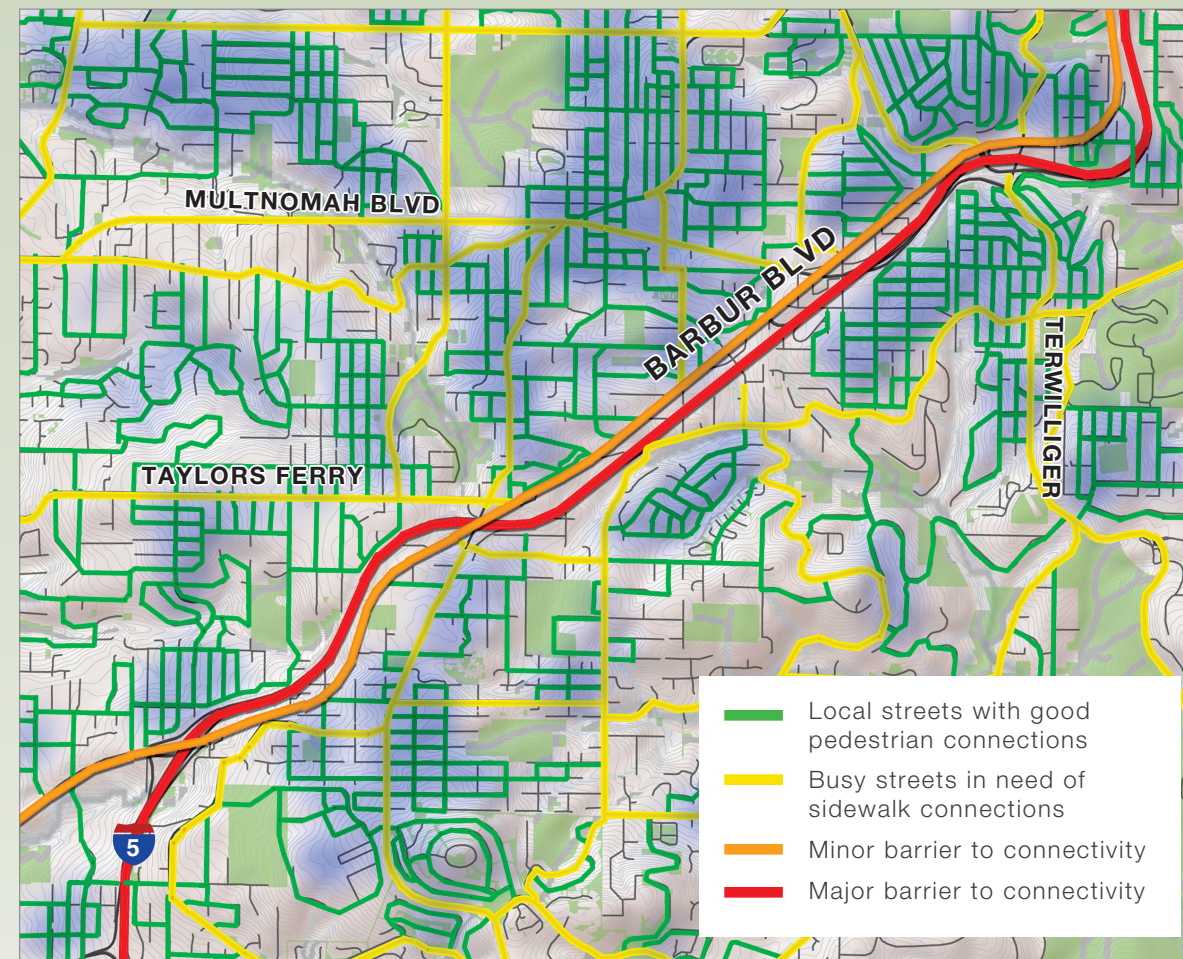 MULTNOMAH BLVD
BARBUR BLVD
TERWILLIGER
TAYLORS FERRY
5
Local streets with good
pedestrian connections
Busy streets in need of
sidewalk connections
Minor barrier to connectivity
Major barrier to connectivity